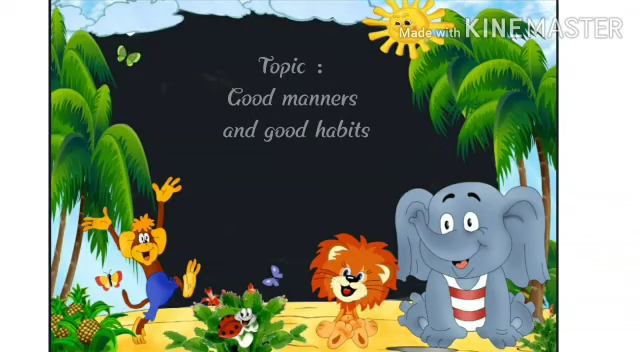 Made with KINEMASTER
Topic :
Good manners
and good habits